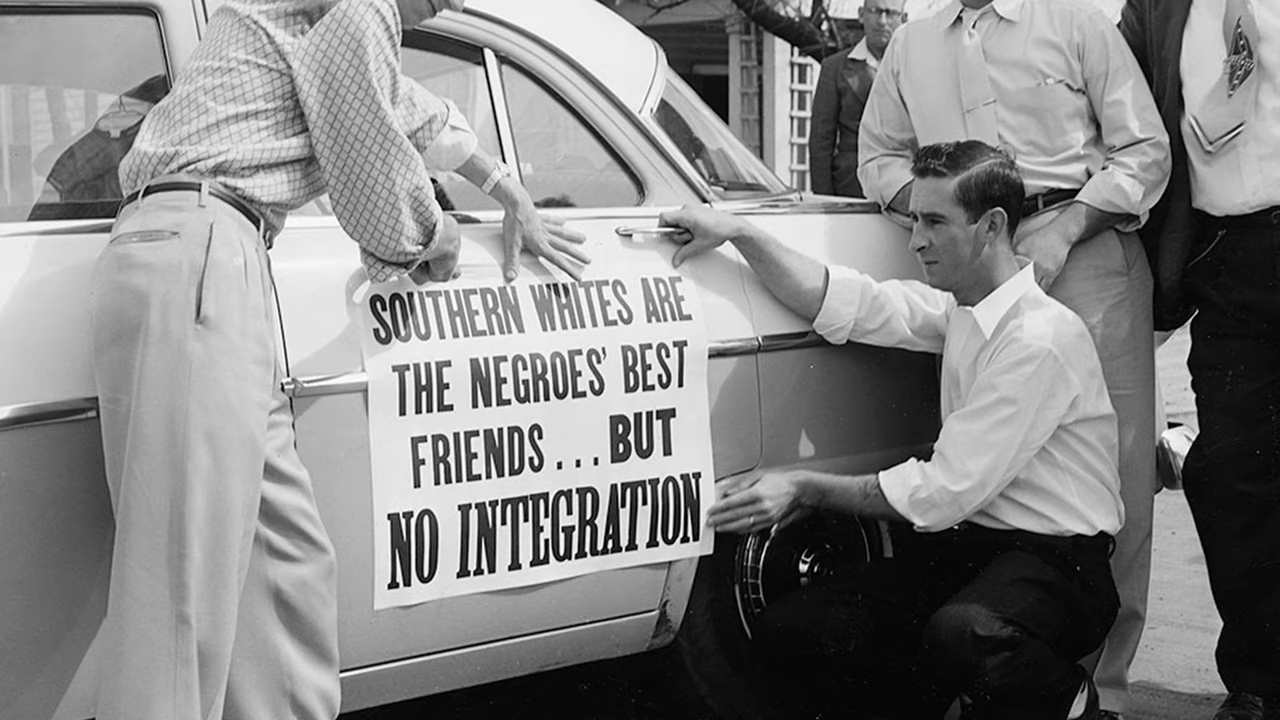 SOUTHERN WHITES ARE
THE NEGROES' BEST
FRIENDS...BUT
NO INTEGRATION